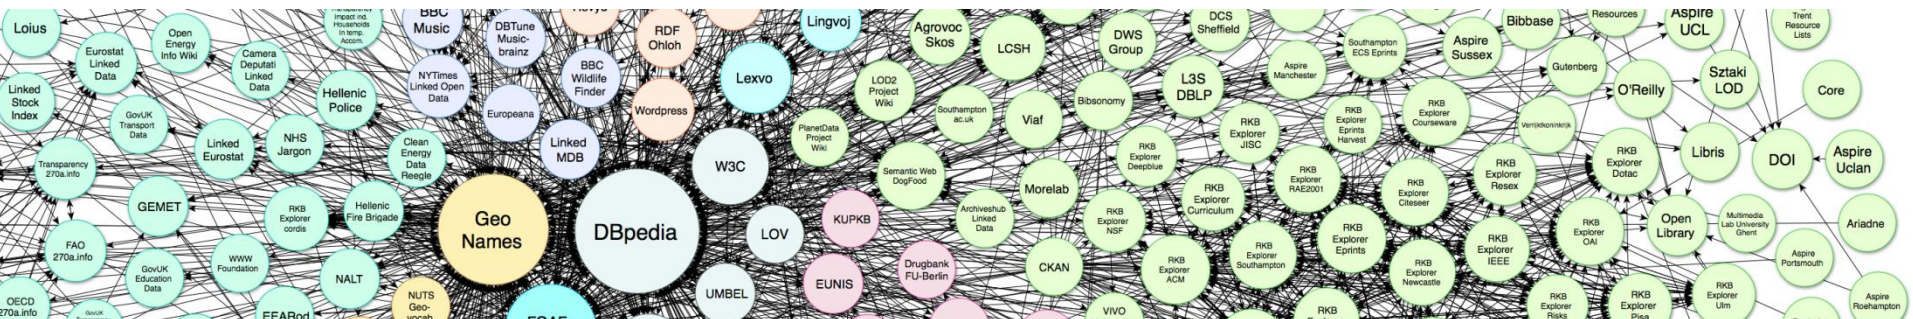 Loius
Eurostat
Linked
Data
Open
Energy
Info Wiki
Camera
Deputati
Linked
Data
Impact ind.
Households
In temp.
Accom.
BBC
Music
DBTune
Music-
brainz
RDF
Ohloh
Lingvoj
Agrovoc
Skos
LCSH
DWS
Group
DCS
Sheffield
Southampton
ECS Eprints
Aspire
Sussex
Bibbase
Resources
Aspire
UCL
Trent
Resource
Lists
Linked
Stock
Index
GovUK
Transport
Data
Linked
Eurostat
NHS
Jargon
Hellenic
Police
NYTimes
Linked Open
Data
BBC
Wildlife
Finder
Europeana
Linked
MDB
Wordpress
Lexvo
LOD2
Project
Wiki
PlanetData
Project
Wiki
Southampton
ac.uk
Viaf
Bibsonomy
L3S
DBLP
Aspire
Manchester
RKB
Explorer
JISC
RKB
Explorer
Eprints
Harvest
RKB
Explorer
Courseware
Gutenberg
Verrijktkoninkrijk
O'Reilly
Sztaki
LOD
Core
Transparency
270a.info
GEMET
RKB
Explorer
cordis
Hellenic
Fire Brigade
Clean
Energy
Data
Reegle
Geo
Names
DBpedia
W3C
LOV
KUPKB
Semantic Web
DogFood
Archiveshub
Linked
Data
Morelab
RKB
Explorer
Deepblue
RKB
Explorer
NSF
RKB
Explorer
Curriculum
RKB
Explorer
RAE2001
RKB
Explorer
Citeseer
RKB
Explorer
Resex
RKB
Explorer
Dotac
Libris
DOI
Aspire
Uclan
FAO
270a.info
GovUK
Education
Data
WWW
Foundation
NALT
NUTS
Geo-
vocab
UMBEL
EUNIS
Drugbank
FU-Berlin
CKAN
RKB
Explorer
ACM
RKB
Explorer
Southampton
RKB
Explorer
Eprints
RKB
Explorer
Newcastle
RKB
Explorer
IEEE
RKB
Explorer
OAI
Open
Library
Multimedia
Lab University
Ghent
Ariadne
Aspire
Portsmouth
OECD
270a.info
GovUK
VIVO
RKB
RKB
Explorer
Risks
RKB
Explorer
Pisa
RKB
Explorer
Ulm
Aspire
Roehampton